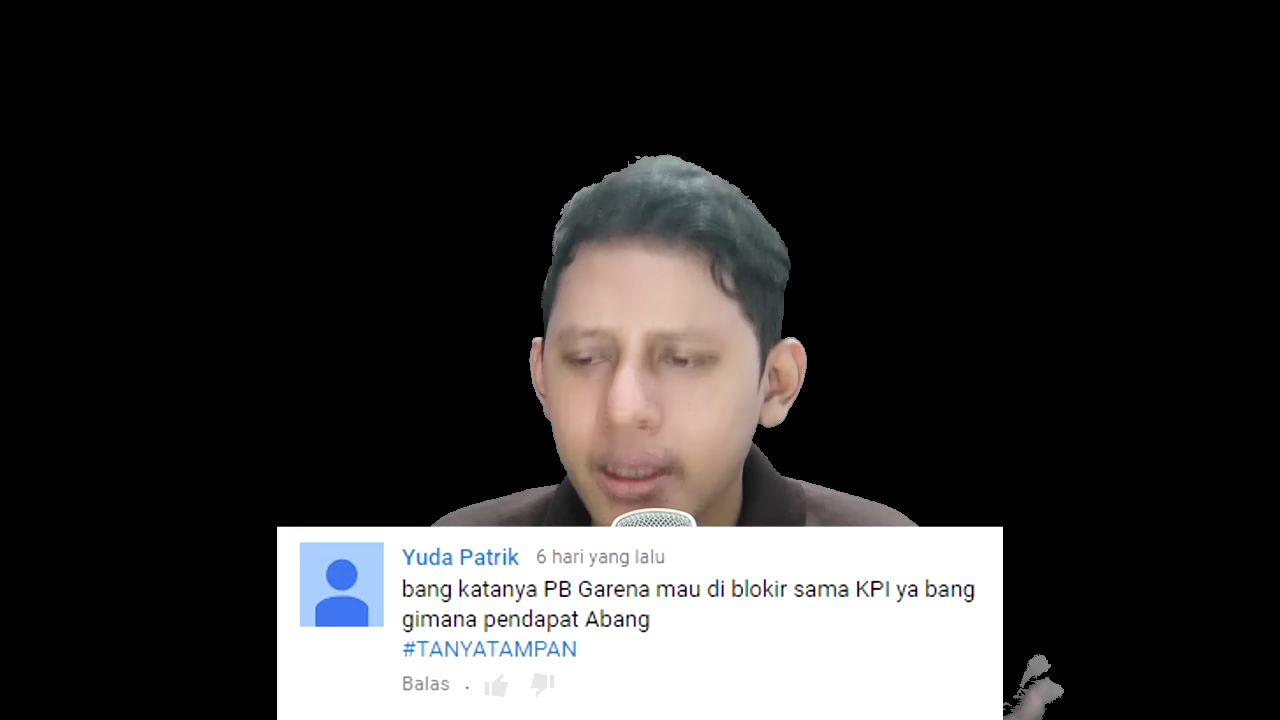 Yuda Patrik 6 hari yang lalu
bang katanya PB Garena mau di blokir sama KPI ya bang
gimana pendapat Abang
#TANYATAMPAN
Balas .